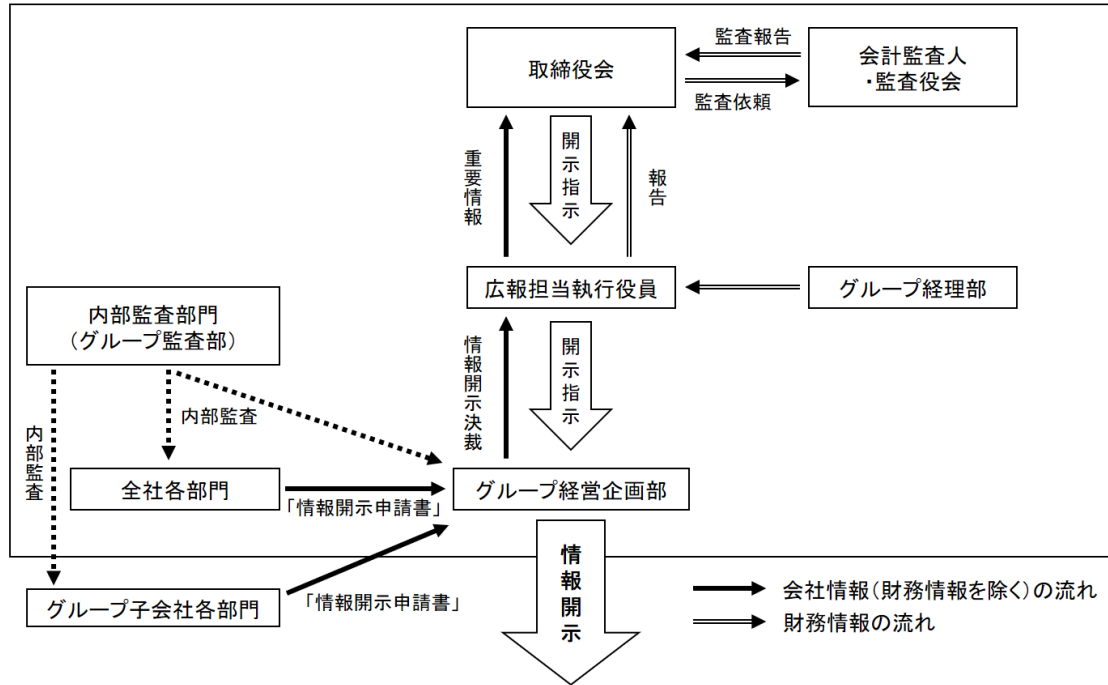 監査報告
取締役会
会計監査人
・監査役会
監査依頼
重要情報
開示指示
報告
広報担当執行役員
グループ経理部
内部監査部門
(グループ監査部)
情報開示決裁
開示指示
内部監査
内部監査
全社各部門
「情報開示申請書」
グループ経営企画部
グループ子会社各部門
「情報開示申請書」
情報開示
会社情報(財務情報を除く)の流れ
財務情報の流れ